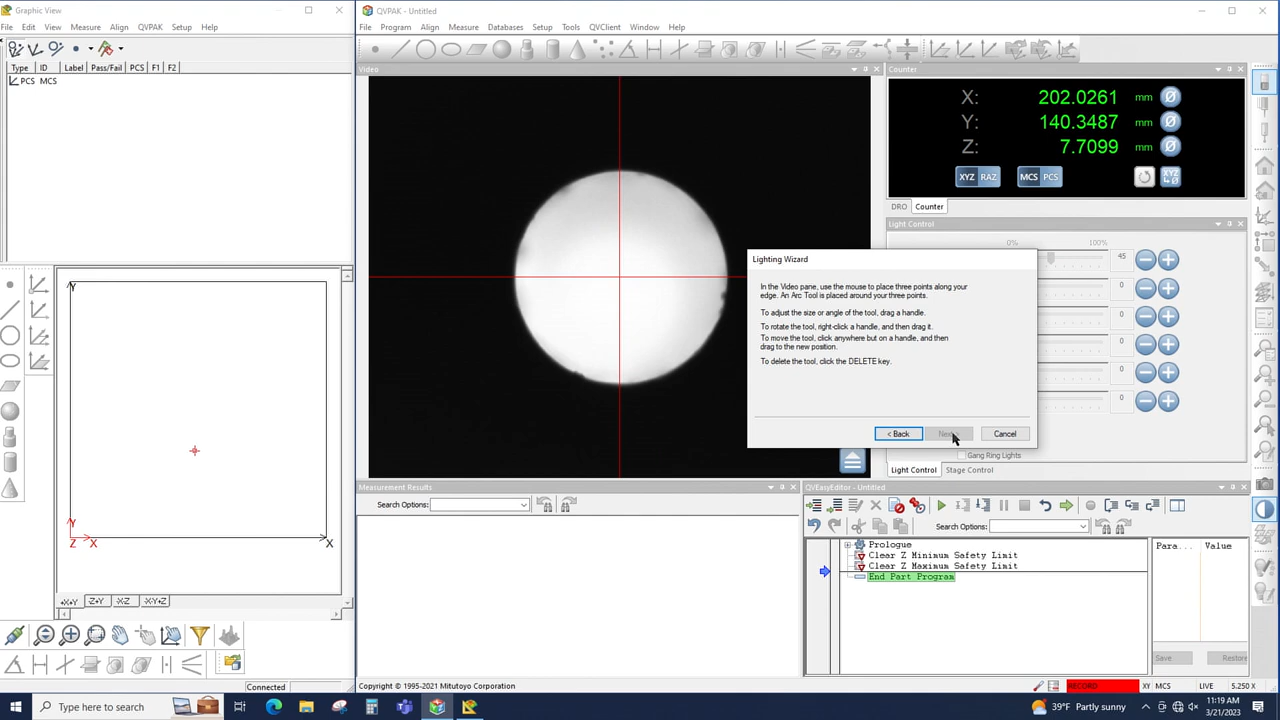 Graphic View
File Edit View Measure Align QVPAK Setup Help
Type ID Label Pass/Fail PCS F1 F2
PCS MCS
Y
Y
Z X
X
X+Y Z+Y X-Z X-Y+Z
Connected
QVPAK - Untitled
File Program Align Measure Databases Setup Tools QVClient Window Help
Video
Counter
X: 202.0261 mm
Y: 140.3487 mm
Z: 7.7099 mm
XYZ RAZ MCS PCS XYZ
DRO Counter
Light Control
0% 100%
45
0
0
0
0
0
Gang Ring Lights
Light Control Stage Control
Lighting Wizard
In the Video pane, use the mouse to place three points along your
edge. An Arc Tool is placed around your three points.
To adjust the size or angle of the tool, drag a handle.
To rotate the tool, right-click a handle, and then drag it.
To move the tool, click anywhere but on a handle, and then
drag to the new position.
To delete the tool, click the DELETE key.
< Back Next > Cancel
Measurement Results
Search Options:
QVEasyEditor - Untitled
Search Options:
Prologue
Clear Z Minimum Safety Limit
Clear Z Maximum Safety Limit
End Part Program
Para... Value
Save Restore
Copyright © 1995-2021 Mitutoyo Corporation
RECORD XY MCS LIVE 5.250 X
Type here to search
39°F Partly sunny
11:19 AM
3/21/2023